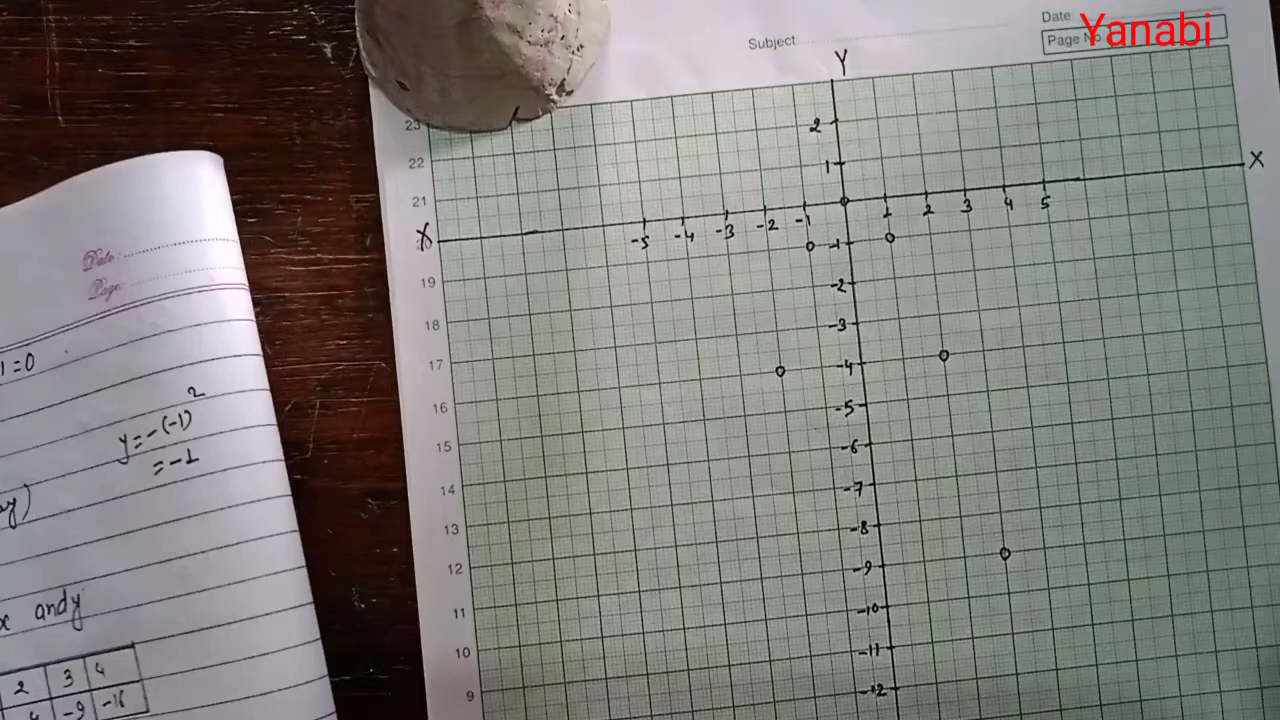 Date
Yanabi
Subject
Page No
Y
23
2
22
1
X
21
1 2 3 4 5
-5 -4 -3 -2 -1
-1
19
-2
18
-3
17
-4
16
-5
15
-6
14
-7
13
-8
12
-9
11
-10
10
-11
9
-12
Date:
Page:
1=0
y=-(-1)²
=-1
x and y
2 3 4
-9 -16